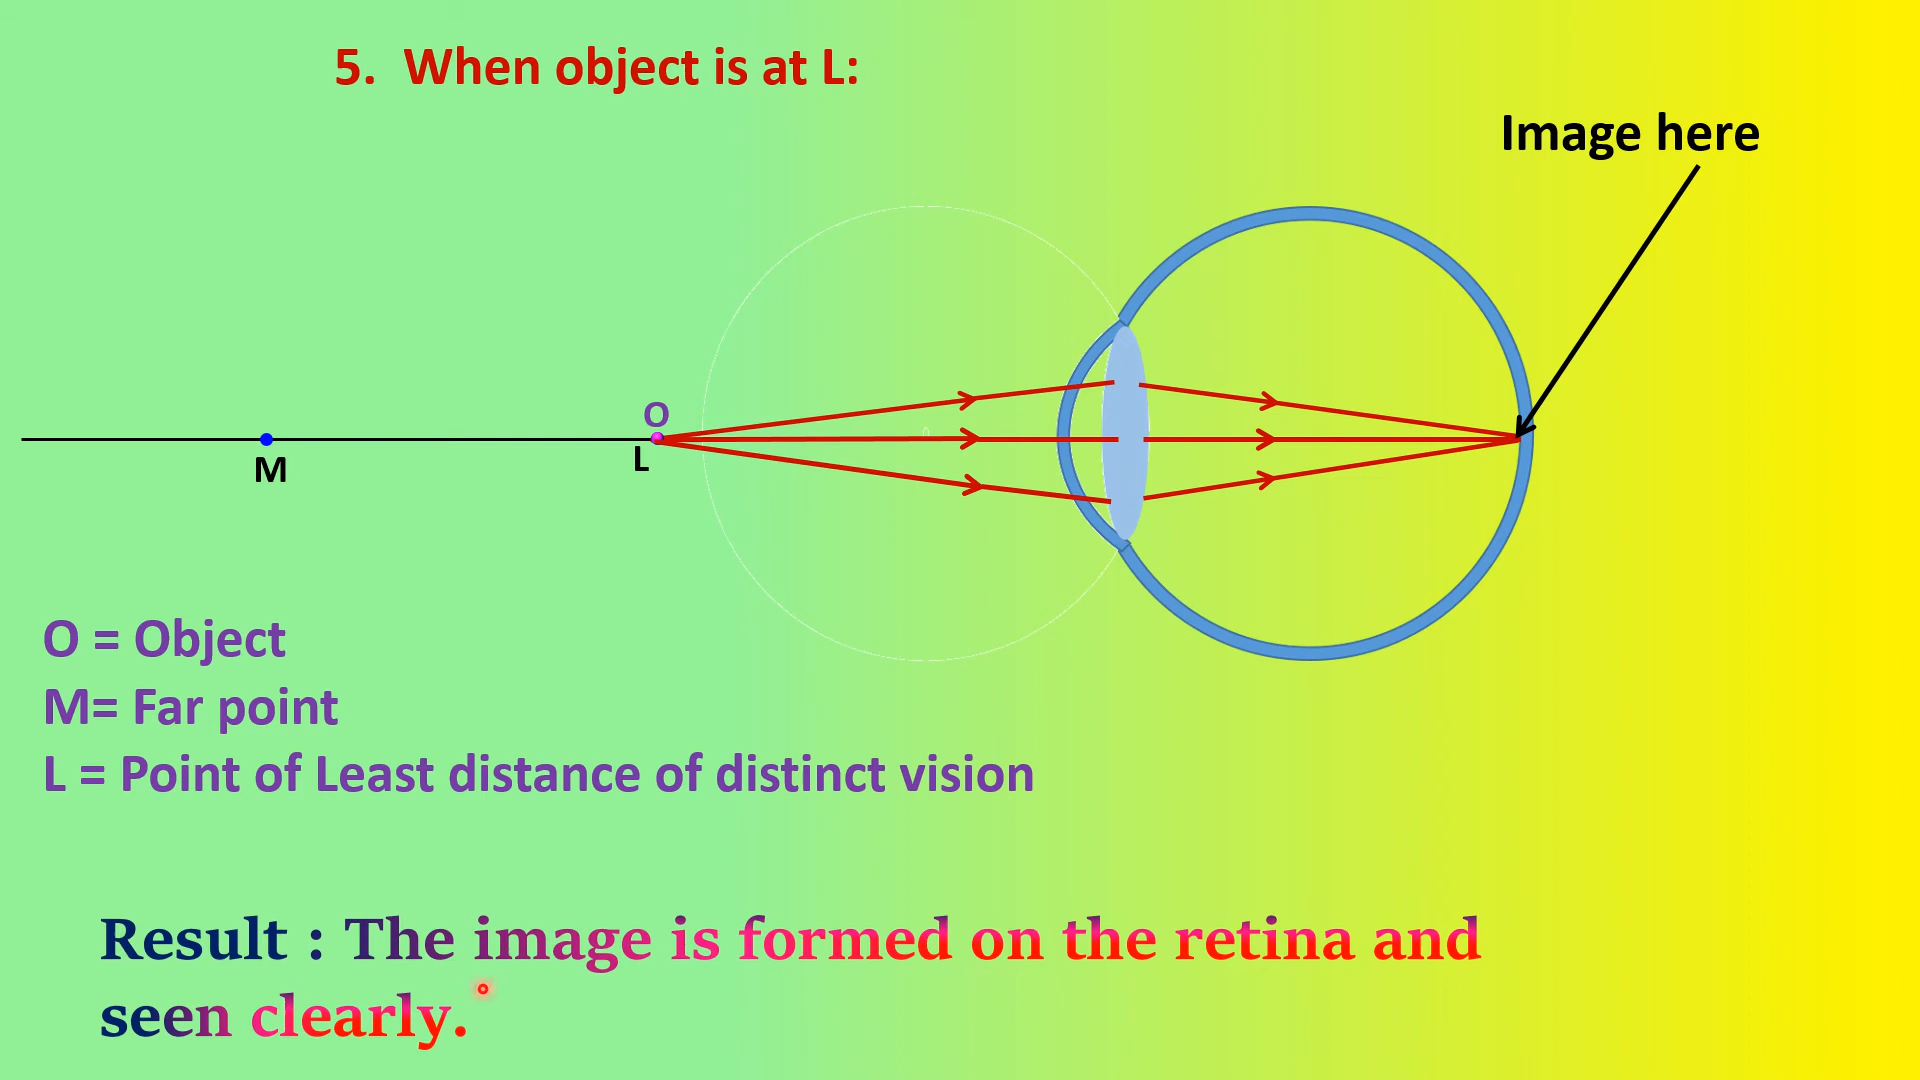 5. When object is at L:
Image here
O
M
L
O = Object
M= Far point
L = Point of Least distance of distinct vision
Result : The image is formed on the retina and
seen clearly.